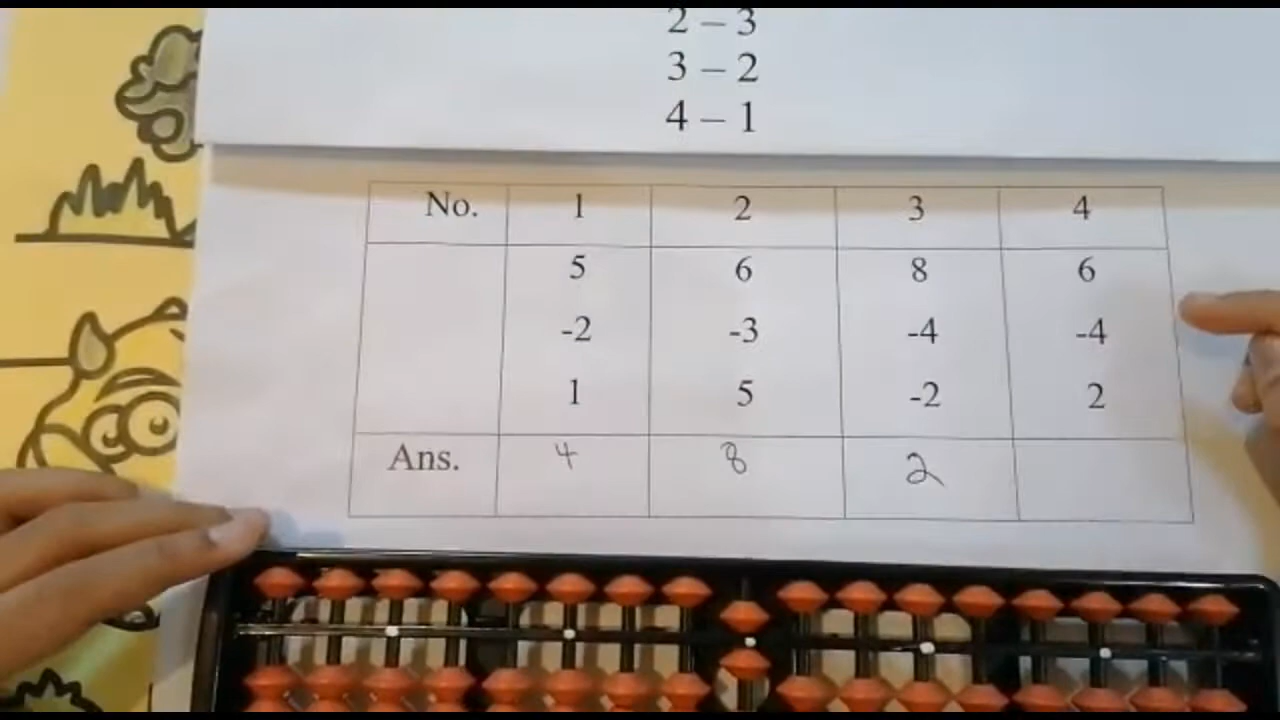 2 – 3
3 – 2
4 – 1
No. 1 2 3 4
5 6 8 6
-2 -3 -4 -4
1 5 -2 2
Ans. 4 8 2